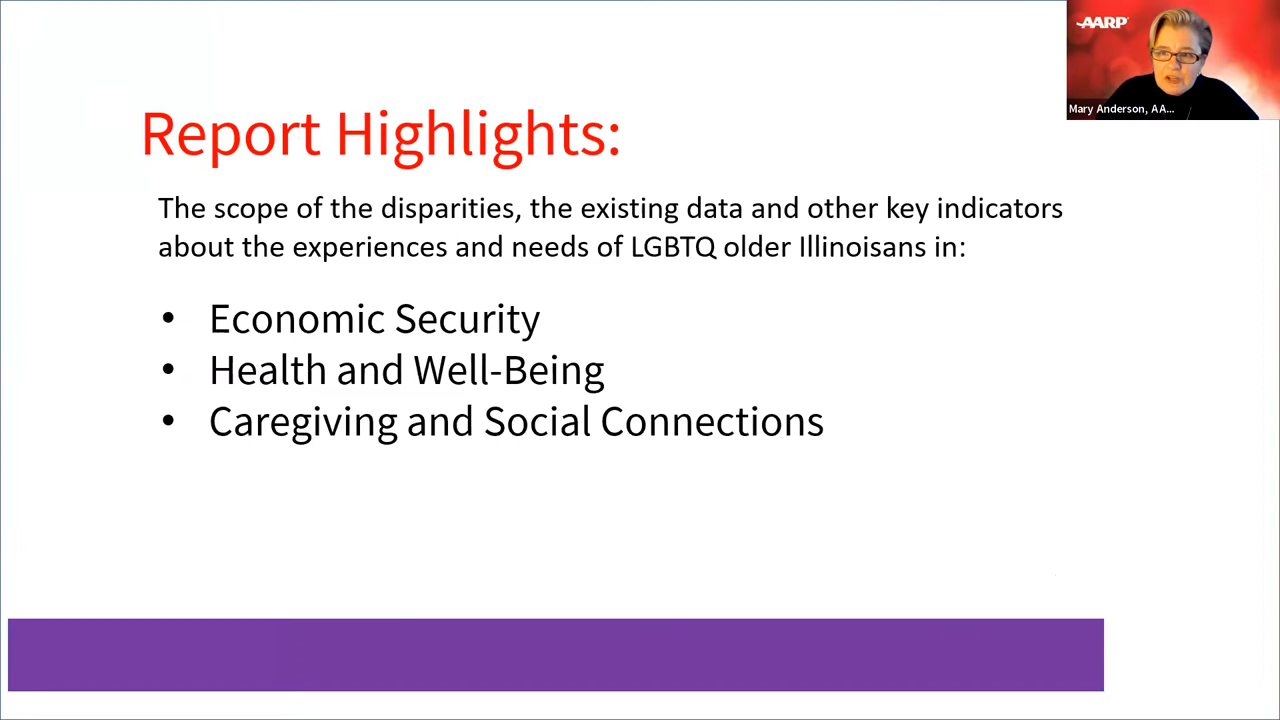 AARP
Mary Anderson, AA...
Report Highlights:
The scope of the disparities, the existing data and other key indicators
about the experiences and needs of LGBTQ older Illinoisans in:
• Economic Security
• Health and Well-Being
• Caregiving and Social Connections